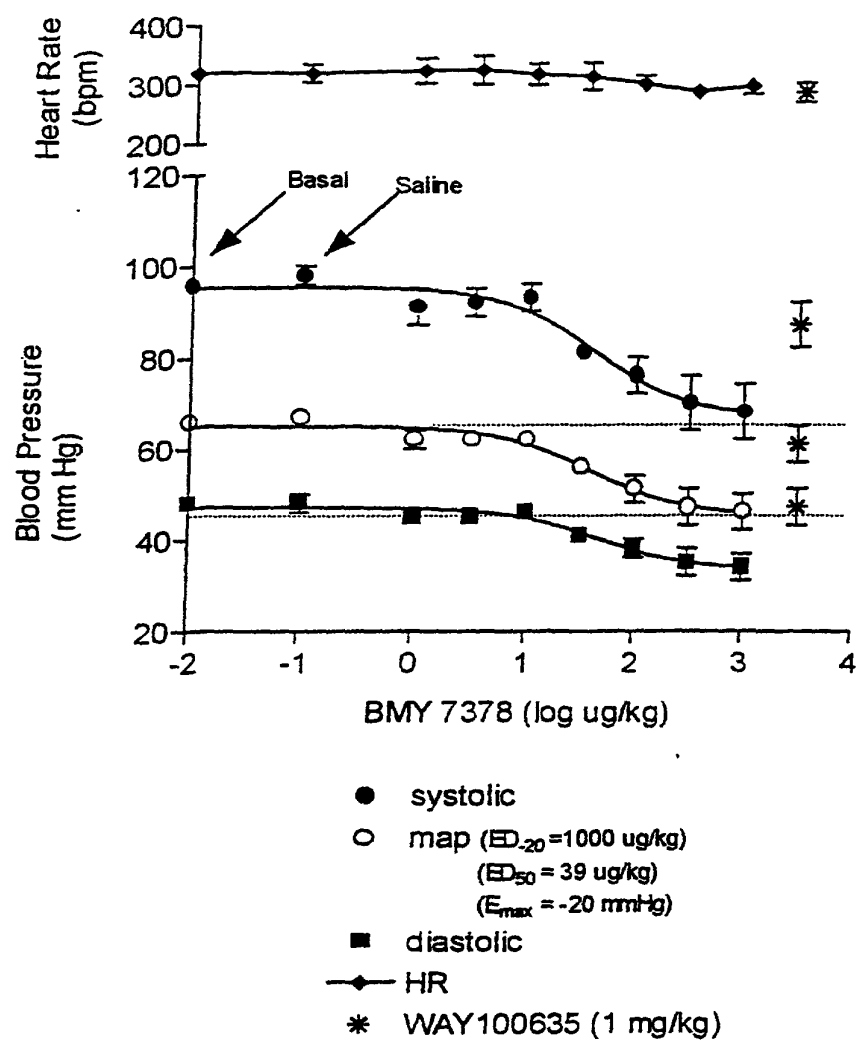 400
300
200
Heart Rate
(bpm)
Basal
Saline
120
100
80
60
40
20
Blood Pressure
(mm Hg)
-2 -1 0 1 2 3 4
BMY 7378 (log ug/kg)
systolic
map (ED-20 =1000 ug/kg)
(ED50 = 39 ug/kg)
(Emax = -20 mmHg)
diastolic
HR
WAY100635 (1 mg/kg)